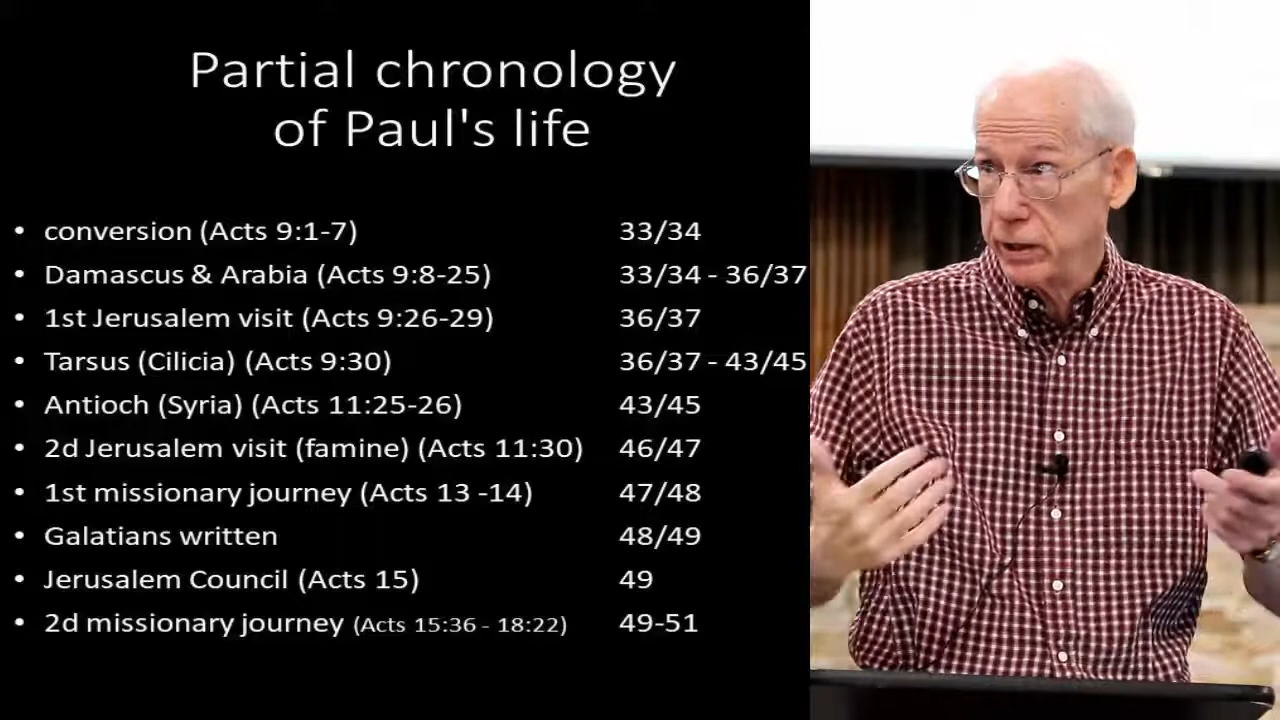 Partial chronology
of Paul's life
• conversion (Acts 9:1-7) 33/34
• Damascus & Arabia (Acts 9:8-25) 33/34 - 36/37
• 1st Jerusalem visit (Acts 9:26-29) 36/37
• Tarsus (Cilicia) (Acts 9:30) 36/37 - 43/45
• Antioch (Syria) (Acts 11:25-26) 43/45
• 2d Jerusalem visit (famine) (Acts 11:30) 46/47
• 1st missionary journey (Acts 13 -14) 47/48
• Galatians written 48/49
• Jerusalem Council (Acts 15) 49
• 2d missionary journey (Acts 15:36 - 18:22) 49-51